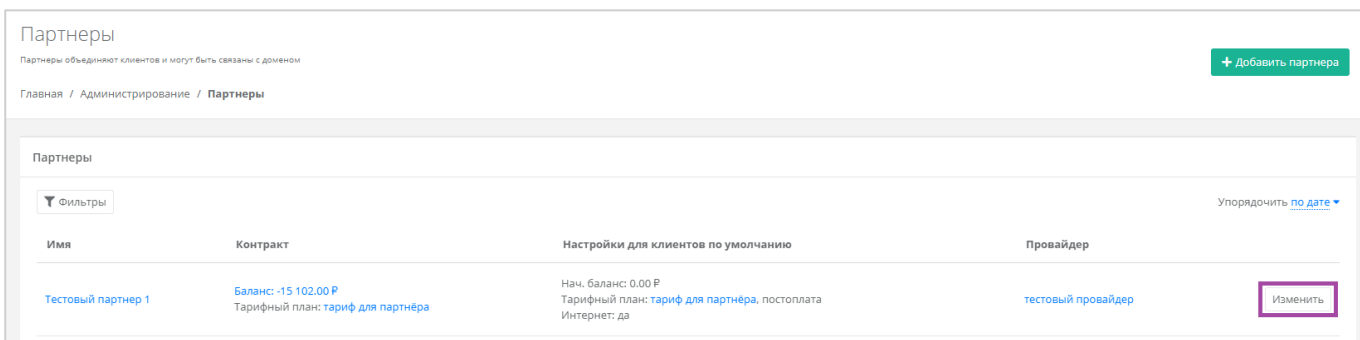 Партнеры
Партнеры объединяют клиентов и могут быть связаны с доменом
+ Добавить партнера
Главная / Администрирование / Партнеры
Партнеры
Фильтры
Упорядочить по дате
Имя Контракт Настройки для клиентов по умолчанию Провайдер
Тестовый партнер 1
Баланс: -15 102.00 ₽
Тарифный план: тариф для партнёра
Нач. баланс: 0.00 ₽
Тарифный план: тариф для партнёра, постоплата
Интернет: да
тестовый провайдер
Изменить